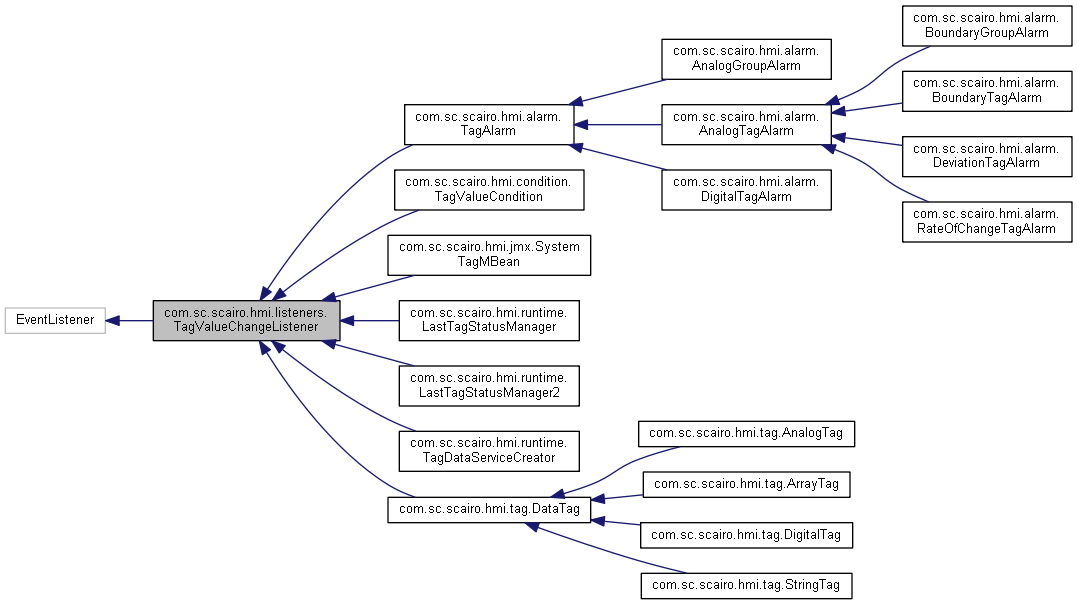 EventListener
com.sc.scairo.hmi.listeners.
TagValueChangeListener
com.sc.scairo.hmi.alarm.
TagAlarm
com.sc.scairo.hmi.alarm.
AnalogGroupAlarm
com.sc.scairo.hmi.alarm.
AnalogTagAlarm
com.sc.scairo.hmi.alarm.
BoundaryGroupAlarm
com.sc.scairo.hmi.alarm.
BoundaryTagAlarm
com.sc.scairo.hmi.alarm.
DeviationTagAlarm
com.sc.scairo.hmi.alarm.
RateOfChangeTagAlarm
com.sc.scairo.hmi.alarm.
DigitalTagAlarm
com.sc.scairo.hmi.condition.
TagValueCondition
com.sc.scairo.hmi.jmx.System
TagMBean
com.sc.scairo.hmi.runtime.
LastTagStatusManager
com.sc.scairo.hmi.runtime.
LastTagStatusManager2
com.sc.scairo.hmi.runtime.
TagDataServiceCreator
com.sc.scairo.hmi.tag.DataTag
com.sc.scairo.hmi.tag.AnalogTag
com.sc.scairo.hmi.tag.ArrayTag
com.sc.scairo.hmi.tag.DigitalTag
com.sc.scairo.hmi.tag.StringTag